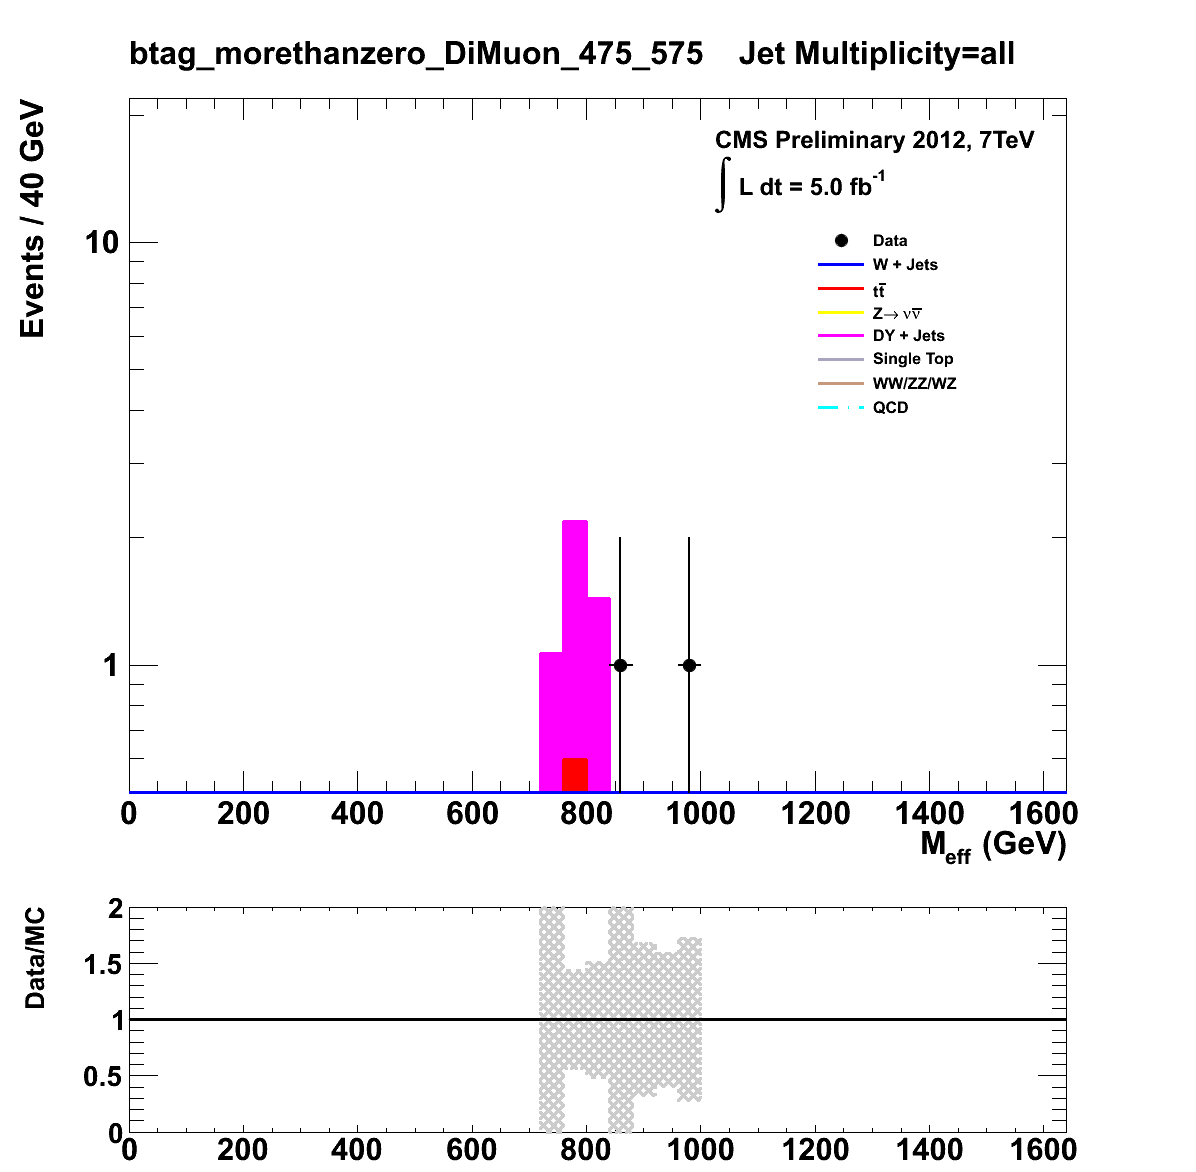 btag_morethanzero_DiMuon_475_575 Jet Multiplicity=all
Events / 40 GeV
CMS Preliminary 2012, 7TeV
∫ L dt = 5.0 fb⁻¹
Data
W + Jets
tt̅
Z→ νν̅
DY + Jets
Single Top
WW/ZZ/WZ
QCD
10
1
0 200 400 600 800 1000 1200 1400 1600
M_eff (GeV)
Data/MC
2
1.5
1
0.5
0
0 200 400 600 800 1000 1200 1400 1600